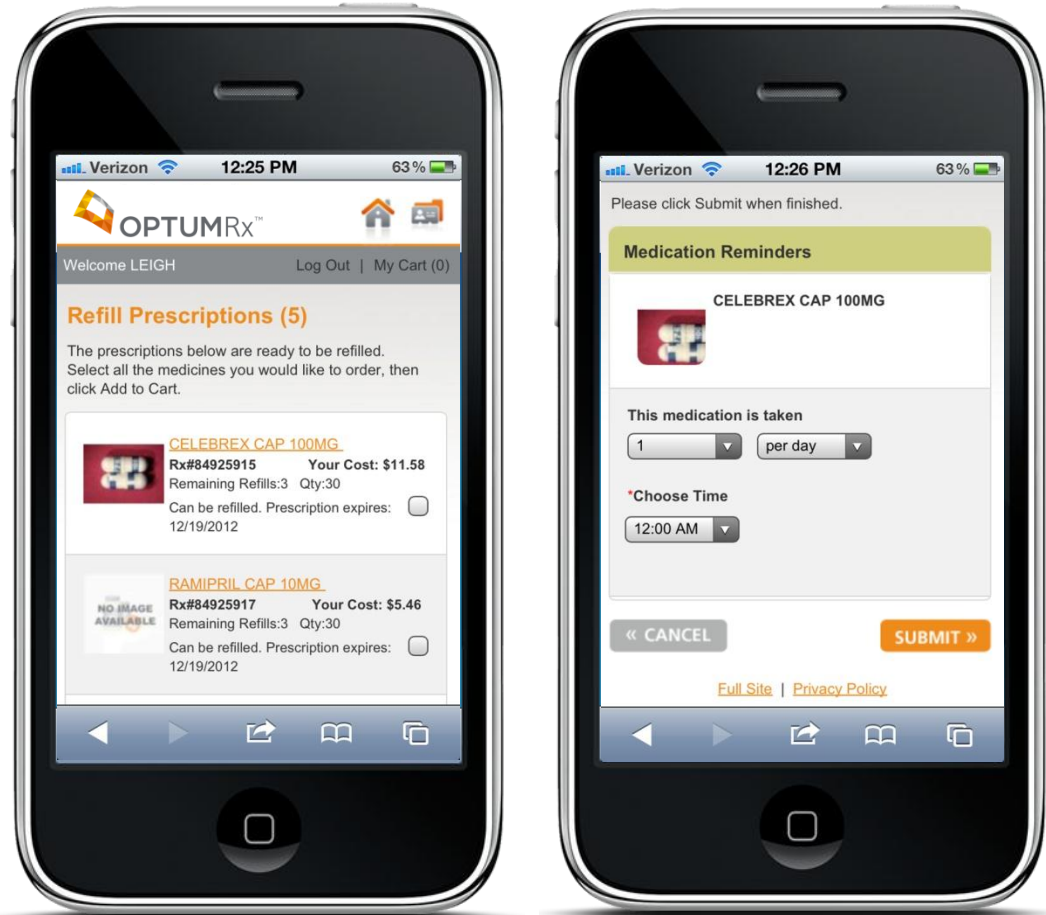 Verizon 12:25 PM 63%
OPTUMRx™
Welcome LEIGH Log Out | My Cart (0)
Refill Prescriptions (5)
The prescriptions below are ready to be refilled.
Select all the medicines you would like to order, then
click Add to Cart.
CELEBREX CAP 100MG
Rx#84925915 Your Cost: $11.58
Remaining Refills:3 Qty:30
Can be refilled. Prescription expires:
12/19/2012
RAMIPRIL CAP 10MG
NO IMAGE
AVAILABLE
Rx#84925917 Your Cost: $5.46
Remaining Refills:3 Qty:30
Can be refilled. Prescription expires:
12/19/2012
Verizon 12:26 PM 63%
Please click Submit when finished.
Medication Reminders
CELEBREX CAP 100MG
This medication is taken
1 per day
*Choose Time
12:00 AM
« CANCEL SUBMIT »
Full Site | Privacy Policy